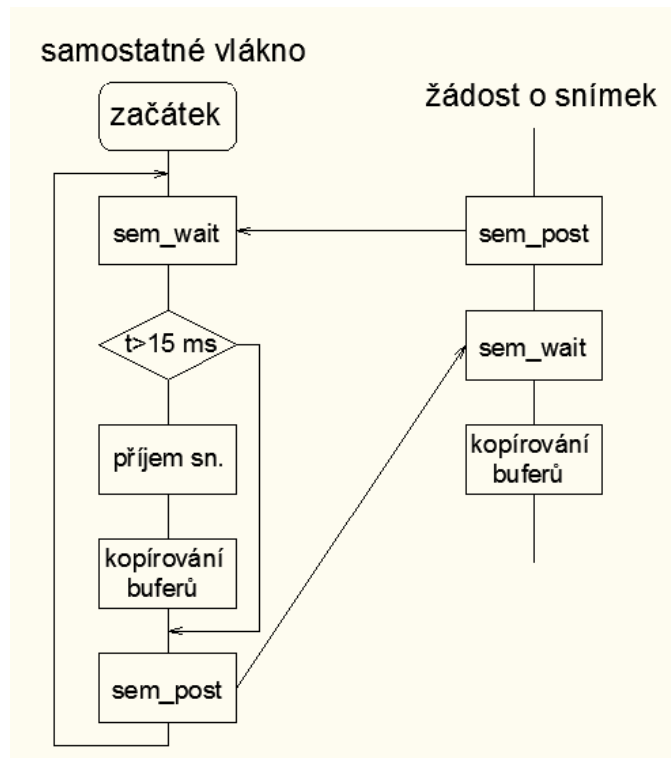 samostatné vlákno
začátek
sem_wait
t>15 ms
příjem sn.
kopírování
buferů
sem_post
žádost o snímek
sem_post
sem_wait
kopírování
buferů